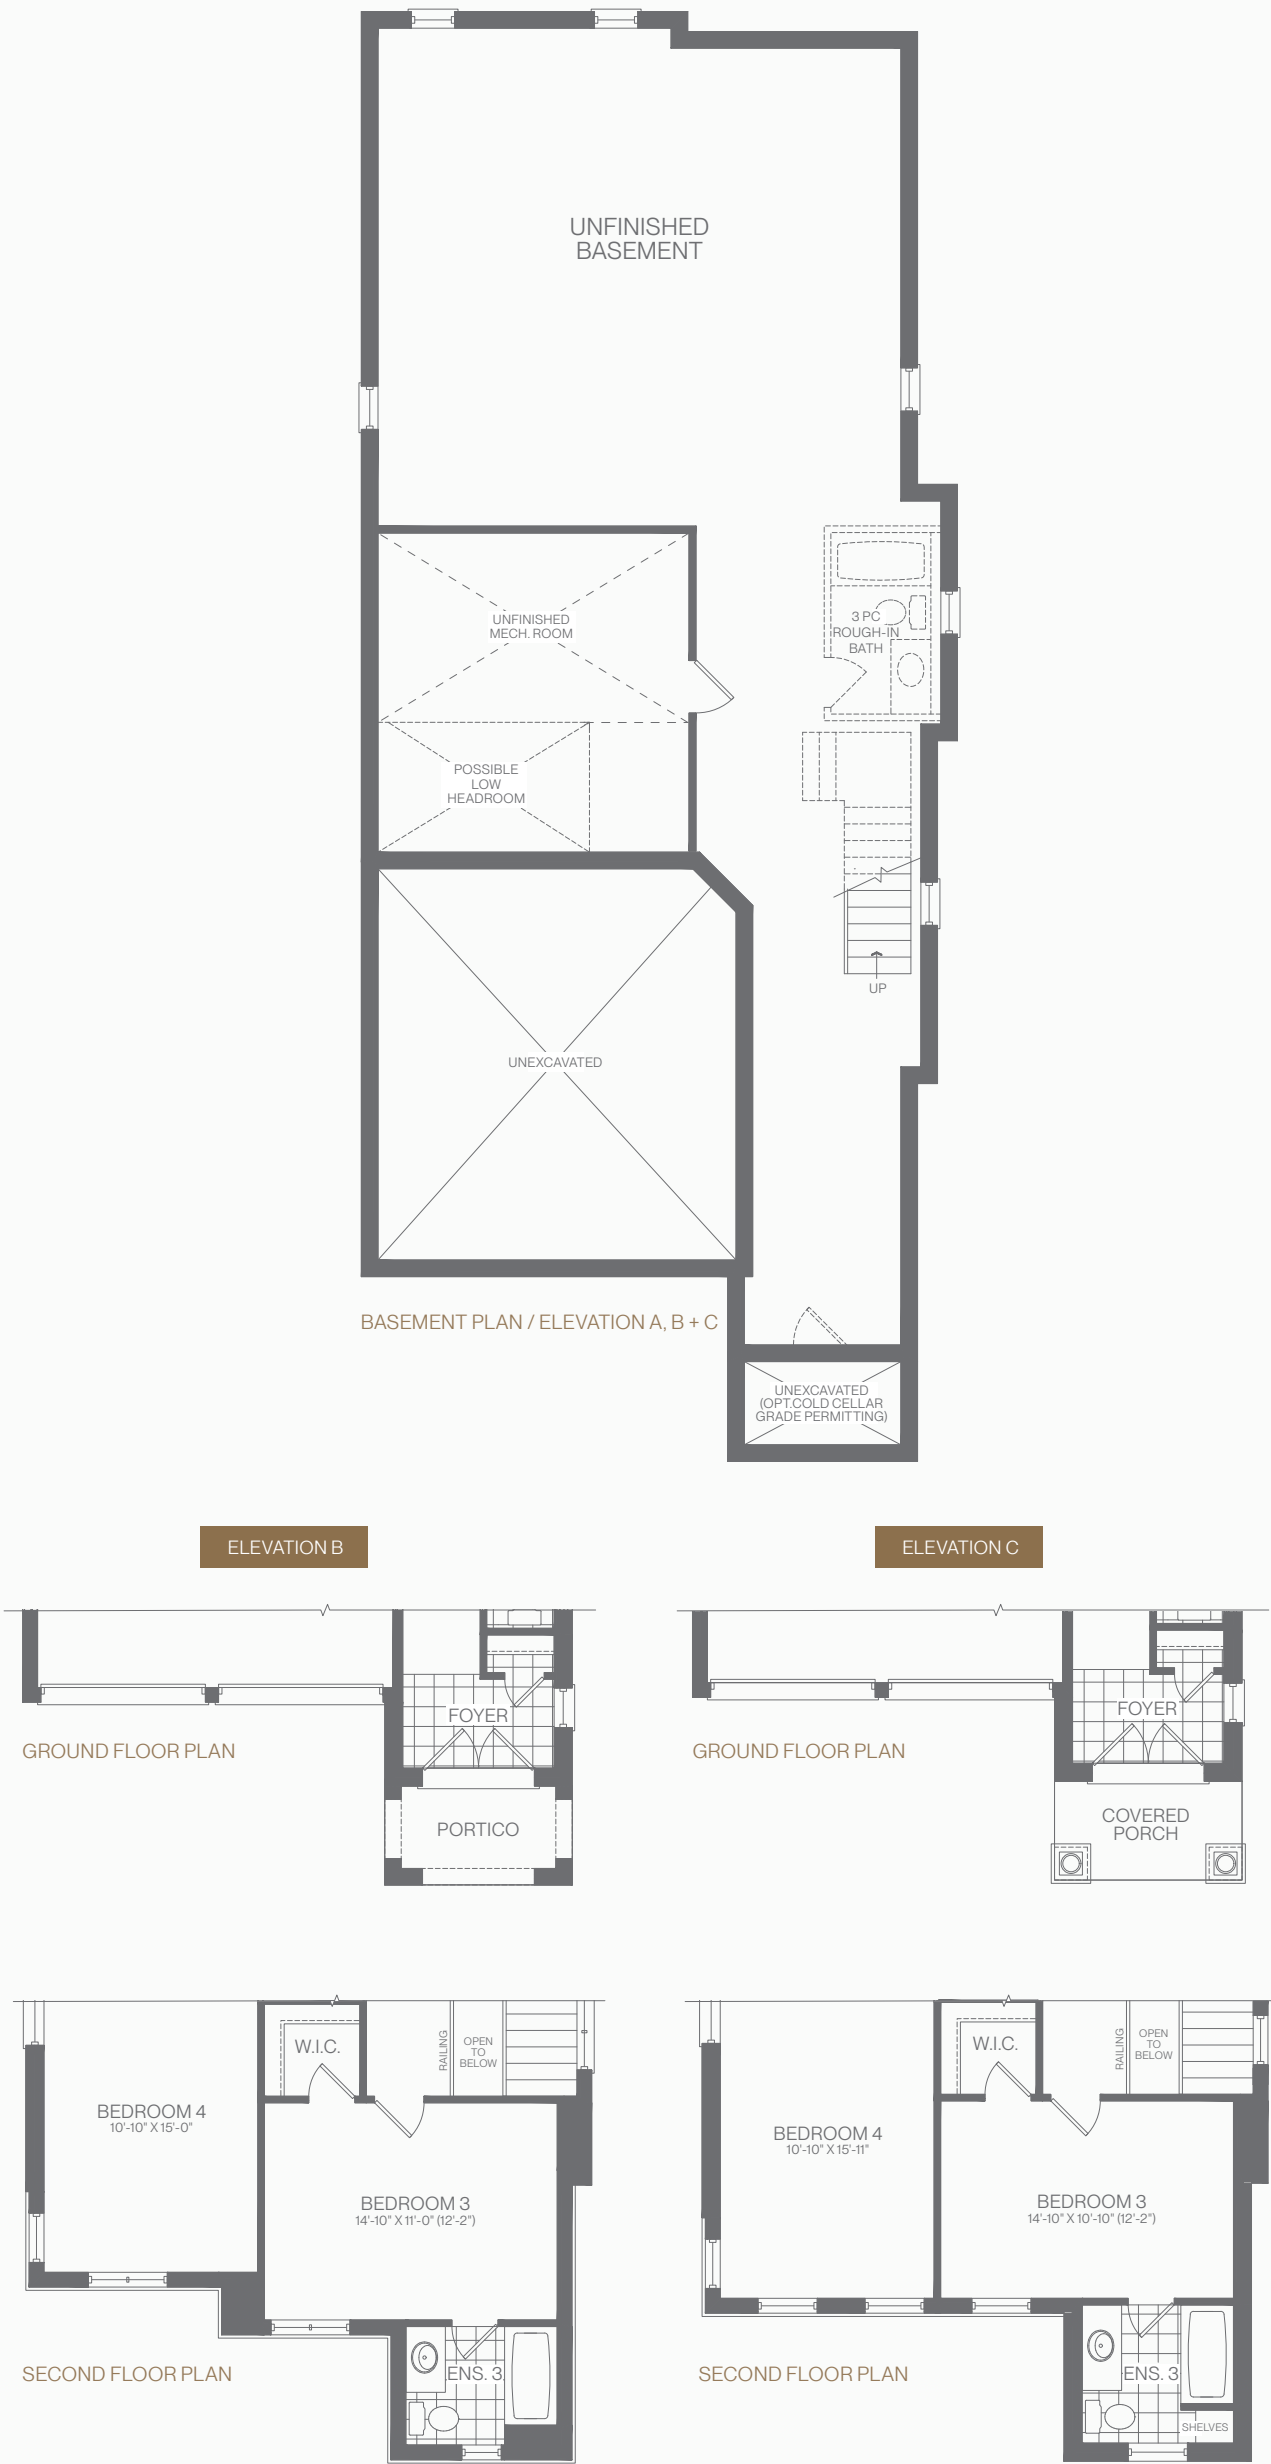 UNFINISHED
BASEMENT
UNFINISHED
MECH. ROOM
3 PC
ROUGH-IN
BATH
POSSIBLE
LOW
HEADROOM
UP
UNEXCAVATED
BASEMENT PLAN / ELEVATION A, B + C
UNEXCAVATED
(OPT.COLD CELLAR
GRADE PERMITTING)
ELEVATION B
FOYER
GROUND FLOOR PLAN
PORTICO
W.I.C.
RAILING
OPEN
TO
BELOW
BEDROOM 4
10'-10" X 15'-0"
BEDROOM 3
14'-10" X 11'-0" (12'-2")
SECOND FLOOR PLAN
ENS. 3
ELEVATION C
FOYER
GROUND FLOOR PLAN
COVERED
PORCH
W.I.C.
RAILING
OPEN
TO
BELOW
BEDROOM 4
10'-10" X 15'-11"
BEDROOM 3
14'-10" X 10'-10" (12'-2")
SECOND FLOOR PLAN
ENS. 3
SHELVES